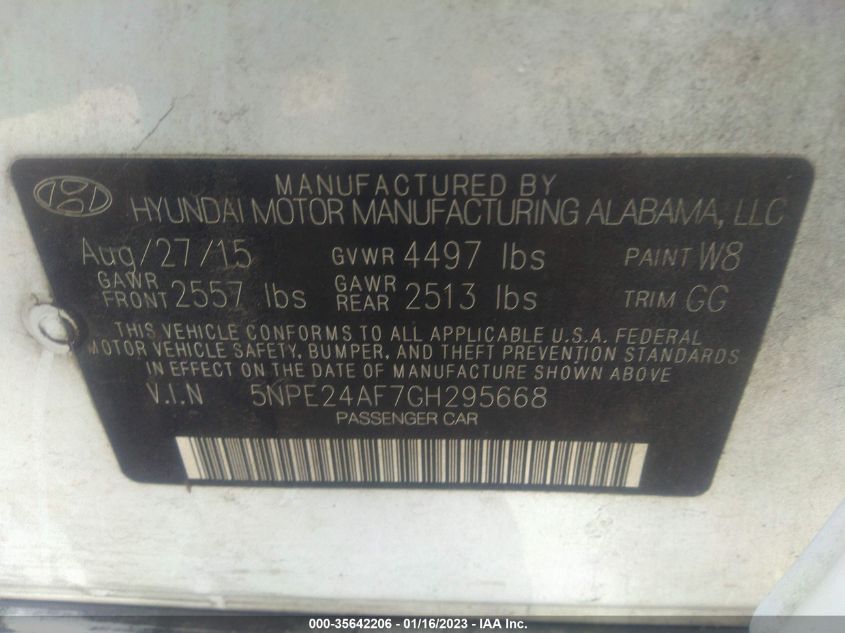 MANUFACTURED BY
HYUNDAI MOTOR MANUFACTURING ALABAMA, LLC
Aug/27/15 GVWR 4497 lbs PAINT W8
GAWR FRONT 2557 lbs GAWR REAR 2513 lbs TRIM GG
THIS VEHICLE CONFORMS TO ALL APPLICABLE U.S.A. FEDERAL
MOTOR VEHICLE SAFETY, BUMPER, AND THEFT PREVENTION STANDARDS
IN EFFECT ON THE DATE OF MANUFACTURE SHOWN ABOVE
V.I.N 5NPE24AF7GH295668
PASSENGER CAR
000-35642206 - 01/16/2023 - IAA Inc.